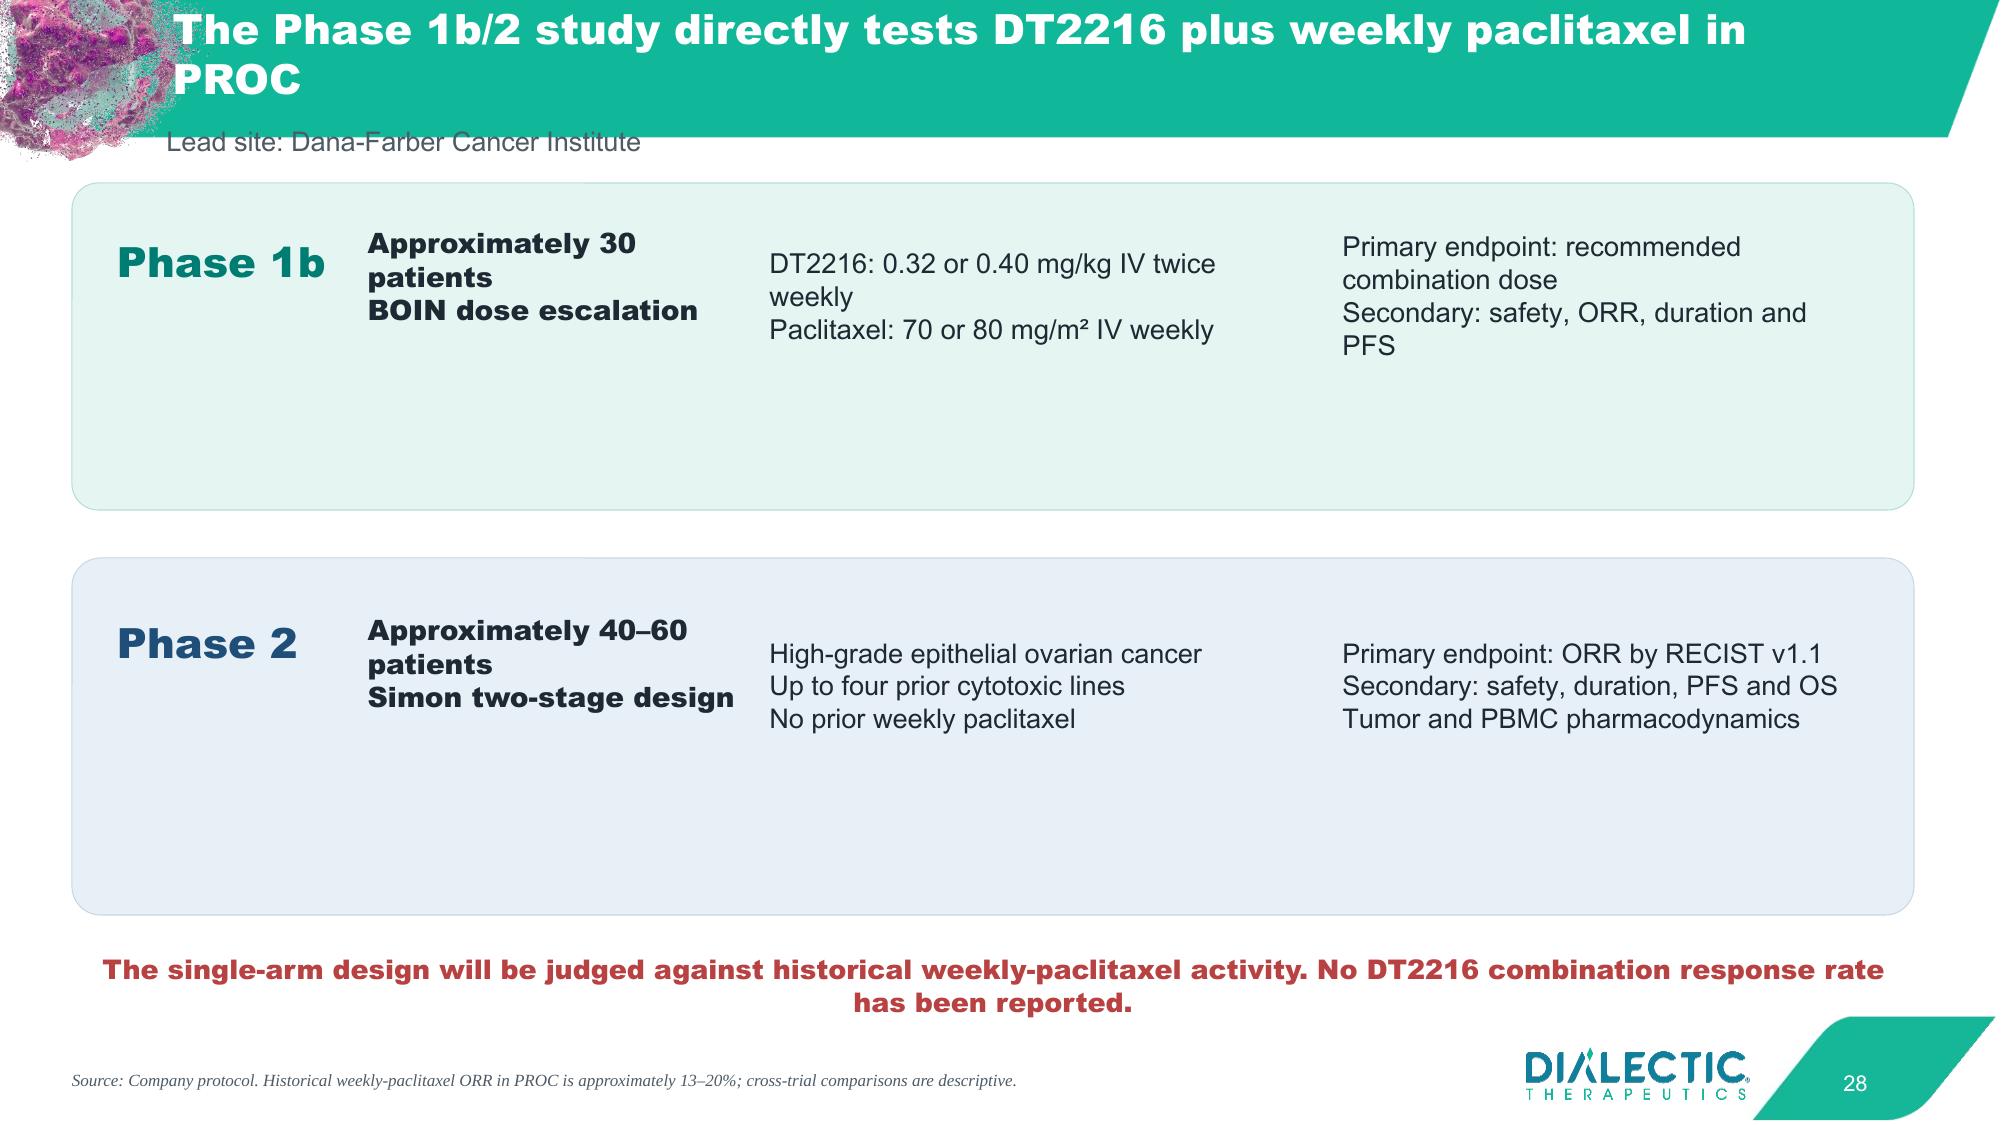 The Phase 1b/2 study directly tests DT2216 plus weekly paclitaxel in
PROC
Lead site: Dana-Farber Cancer Institute
Phase 1b
Approximately 30
patients
BOIN dose escalation
DT2216: 0.32 or 0.40 mg/kg IV twice
weekly
Paclitaxel: 70 or 80 mg/m² IV weekly
Primary endpoint: recommended
combination dose
Secondary: safety, ORR, duration and
PFS
Phase 2
Approximately 40–60
patients
Simon two-stage design
High-grade epithelial ovarian cancer
Up to four prior cytotoxic lines
No prior weekly paclitaxel
Primary endpoint: ORR by RECIST v1.1
Secondary: safety, duration, PFS and OS
Tumor and PBMC pharmacodynamics
The single-arm design will be judged against historical weekly-paclitaxel activity. No DT2216 combination response rate
has been reported.
Source: Company protocol. Historical weekly-paclitaxel ORR in PROC is approximately 13–20%; cross-trial comparisons are descriptive.
DIALECTIC®
THERAPEUTICS
28